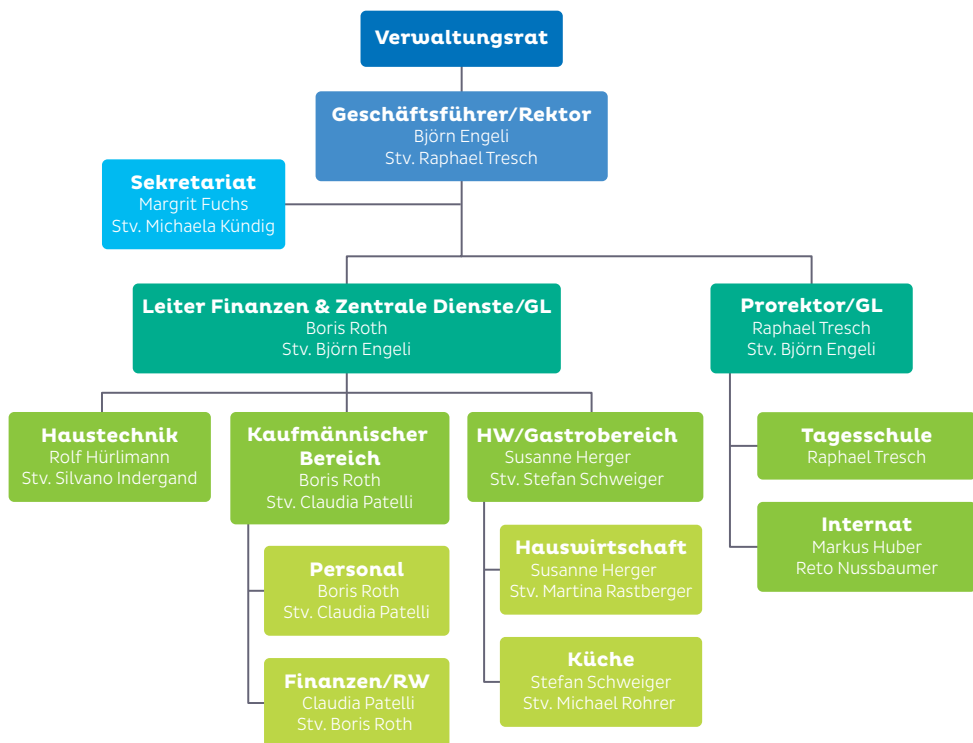 Verwaltungsrat
Geschäftsführer/Rektor
Björn Engeli
Stv. Raphael Tresch
Sekretariat
Margrit Fuchs
Stv. Michaela Kündig
Leiter Finanzen & Zentrale Dienste/GL
Boris Roth
Stv. Björn Engeli
Prorektor/GL
Raphael Tresch
Stv. Björn Engeli
Haustechnik
Rolf Hürlimann
Stv. Silvano Indergand
Kaufmännischer
Bereich
Boris Roth
Stv. Claudia Patelli
Personal
Boris Roth
Stv. Claudia Patelli
Finanzen/RW
Claudia Patelli
Stv. Boris Roth
HW/Gastrobereich
Susanne Herger
Stv. Stefan Schweiger
Hauswirtschaft
Susanne Herger
Stv. Martina Rastberger
Küche
Stefan Schweiger
Stv. Michael Rohrer
Tagesschule
Raphael Tresch
Internat
Markus Huber
Reto Nussbaumer